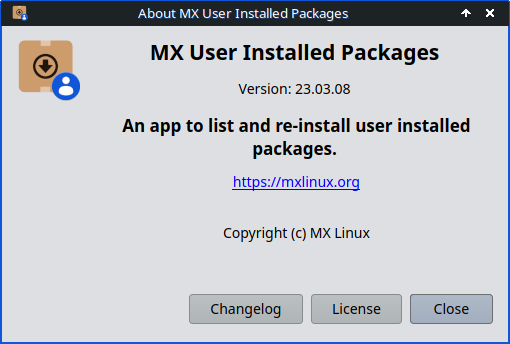 About MX User Installed Packages
MX User Installed Packages
Version: 23.03.08
An app to list and re-install user installed
packages.
https://mxlinux.org
Copyright (c) MX Linux
Changelog
License
Close